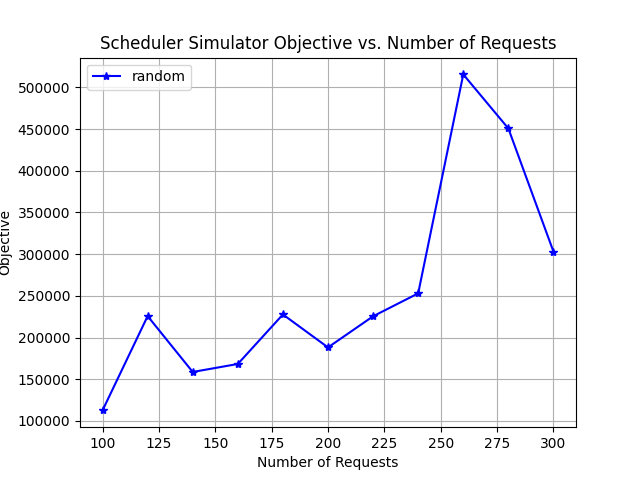 Scheduler Simulator Objective vs. Number of Requests
random
500000
450000
400000
350000
300000
250000
200000
150000
100000
Objective
100 125 150 175 200 225 250 275 300
Number of Requests